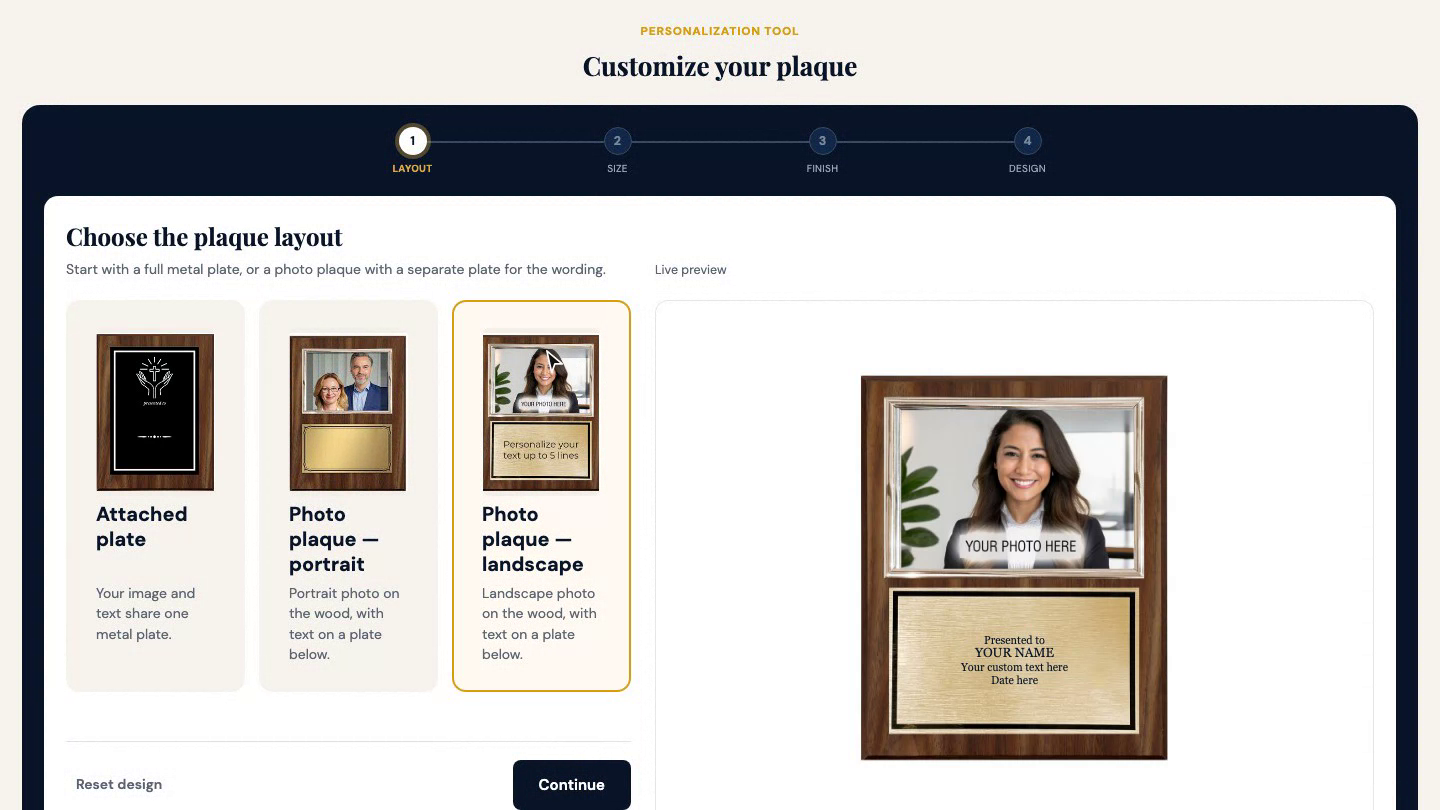 PERSONALIZATION TOOL
Customize your plaque
1
2
3
4
LAYOUT
SIZE
FINISH
DESIGN
Choose the plaque layout
Start with a full metal plate, or a photo plaque with a separate plate for the wording.
Live preview
presented to
YOUR PHOTO HERE
Personalize your
text up to 5 lines
Attached
plate
Your image and
text share one
metal plate.
Photo
plaque —
portrait
Portrait photo on
the wood, with
text on a plate
below.
Photo
plaque —
landscape
Landscape photo
on the wood, with
text on a plate
below.
YOUR PHOTO HERE
Presented to
YOUR NAME
Your custom text here
Date here
Reset design
Continue